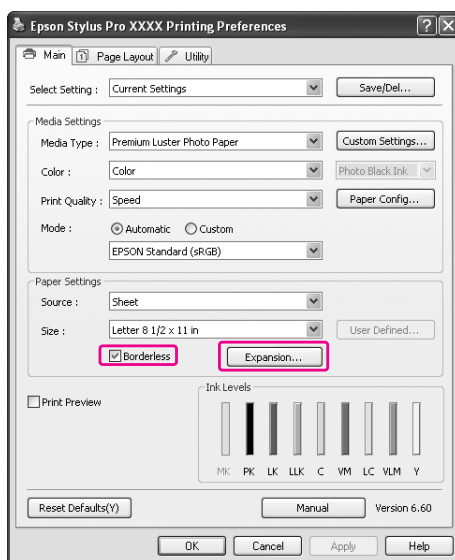 Epson Stylus Pro XXXX Printing Preferences
Main Page Layout Utility
Select Setting : Current Settings Save/Del...
Media Settings
Media Type : Premium Luster Photo Paper Custom Settings...
Color : Color Photo Black Ink
Print Quality : Speed Paper Config...
Mode : Automatic Custom
EPSON Standard (sRGB)
Paper Settings
Source : Sheet
Size : Letter 8 1/2 x 11 in User Defined...
Borderless Expansion...
Print Preview
Ink Levels
MK PK LK LLK C VM LC VLM Y
Reset Defaults(Y) Manual Version 6.60
OK Cancel Apply Help